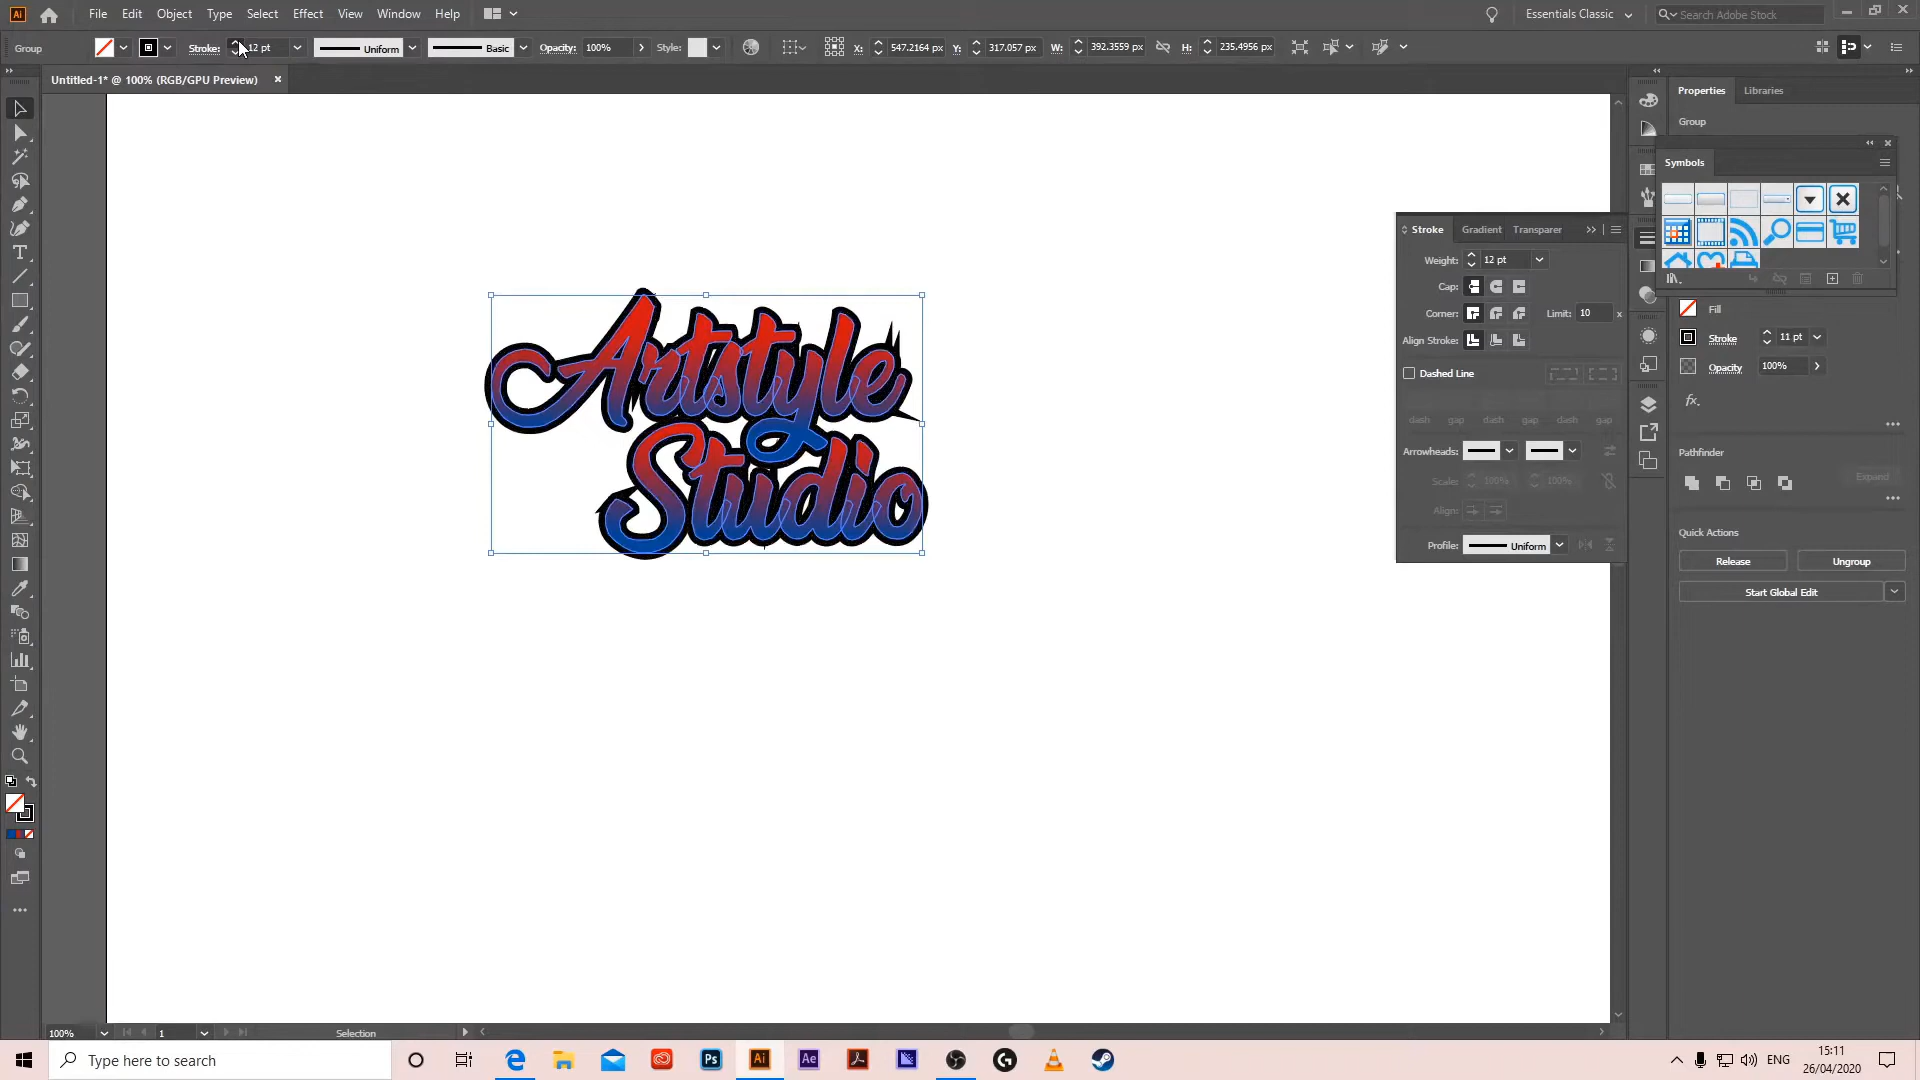 Ai File Edit Object Type Select Effect View Window Help Essentials Classic Search Adobe Stock
Group Stroke: 12 pt Uniform Basic Opacity: 100% Style: X: 547.2164 px Y: 317.057 px W: 392.3559 px H: 235.4956 px
Untitled-1* @ 100% (RGB/GPU Preview)
Properties Libraries
Group
Symbols
Stroke Gradient Transparer
Weight: 12 pt
Cap:
Corner: Limit: 10 x
Align Stroke:
Dashed Line
dash gap dash gap dash gap
Arrowheads:
Scale: 100% 100%
Align:
Profile: Uniform
Fill
Stroke 11 pt
Opacity 100%
fx.
Pathfinder
Expand
Quick Actions
Release Ungroup
Start Global Edit
Artstyle
Studio
100% 1 Selection
Type here to search Ps Ai Ae ENG 15:11
26/04/2020